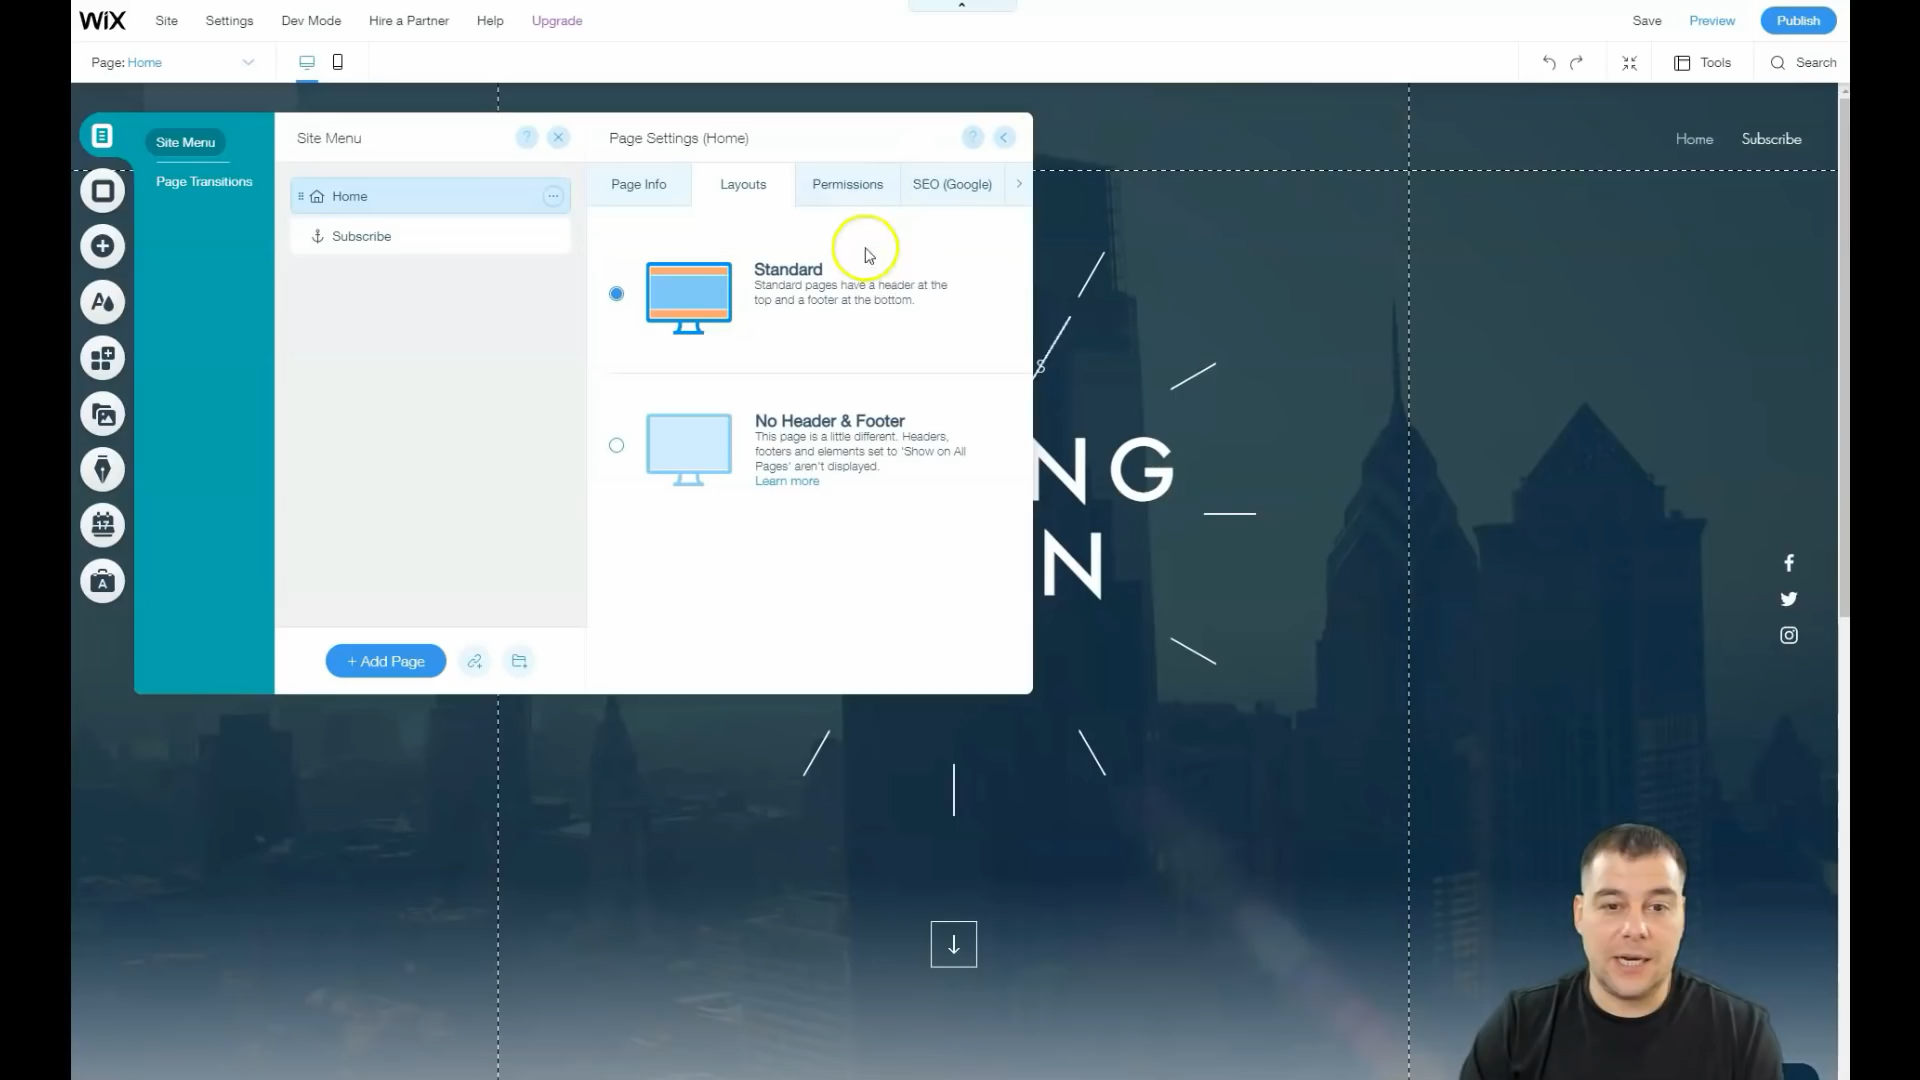 WiX Site Settings Dev Mode Hire a Partner Help Upgrade Save Preview Publish
Page: Home Tools Search
Site Menu
Page Transitions
Site Menu ? ×
Home ...
Subscribe
+ Add Page
Page Settings (Home) ? <
Page Info Layouts Permissions SEO (Google) >
Standard
Standard pages have a header at the
top and a footer at the bottom.
No Header & Footer
This page is a little different. Headers,
footers and elements set to 'Show on All
Pages' aren't displayed.
Learn more
Home Subscribe
S
NG
N
17
A
A